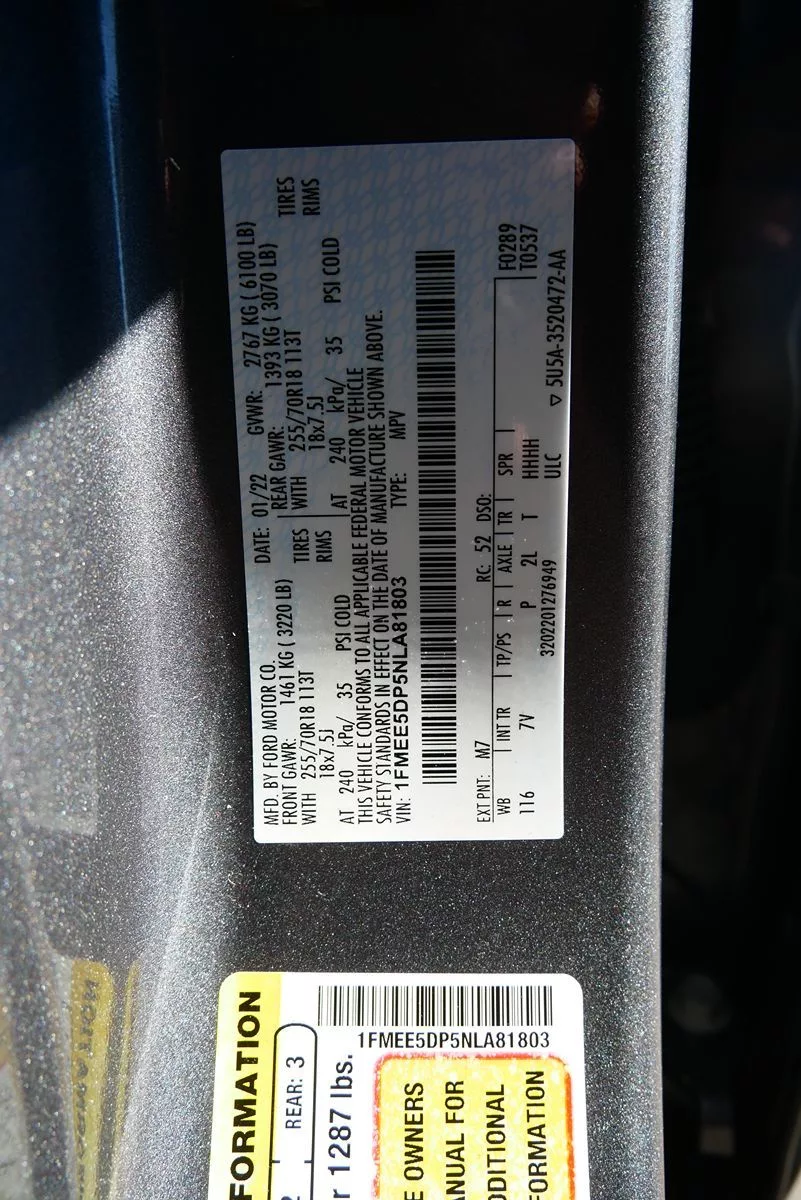 MFD. BY FORD MOTOR CO.
DATE: 01/22 GVWR: 2767 KG ( 6100 LB)
FRONT GAWR: 1461 KG ( 3220 LB) REAR GAWR: 1393 KG ( 3070 LB)
WITH 255/70R18 113T TIRES WITH 255/70R18 113T TIRES
18x7.5J RIMS 18x7.5J RIMS
AT 240 kPa/ 35 PSI COLD AT 240 kPa/ 35 PSI COLD
THIS VEHICLE CONFORMS TO ALL APPLICABLE FEDERAL MOTOR VEHICLE
SAFETY STANDARDS IN EFFECT ON THE DATE OF MANUFACTURE SHOWN ABOVE.
VIN: 1FMEE5DP5NLA81803 TYPE: MPV
EXT PNT: M7 RC: 52 DSO:
WB INT TR TP/PS R AXLE TR SPR F0289
116 7V P 2L T HHHH T0537
3202201276949 ULC ▽ 5U5A-3520472-AA
FORMATION
2 REAR: 3
r 1287 lbs.
1FMEE5DP5NLA81803
E OWNERS
ANUAL FOR
DDITIONAL
FORMATION